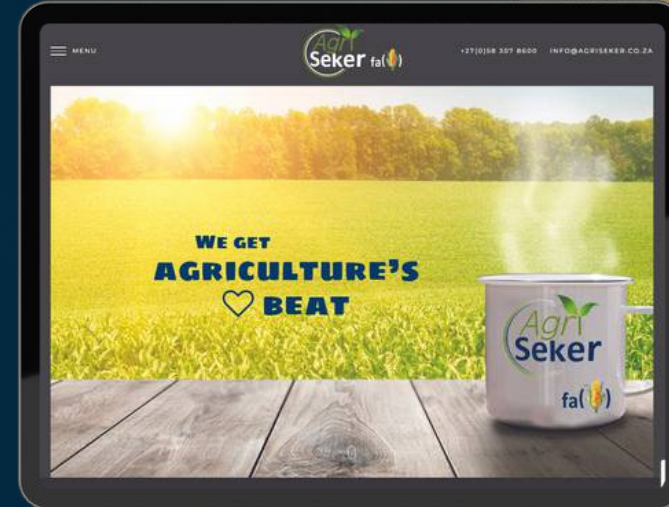 MENU
Agri
Seker fa()
+27(0)58 307 8600 INFO@AGRISEKER.CO.ZA
WE GET
AGRICULTURE'S
♡ BEAT
Agri
Seker
fa()